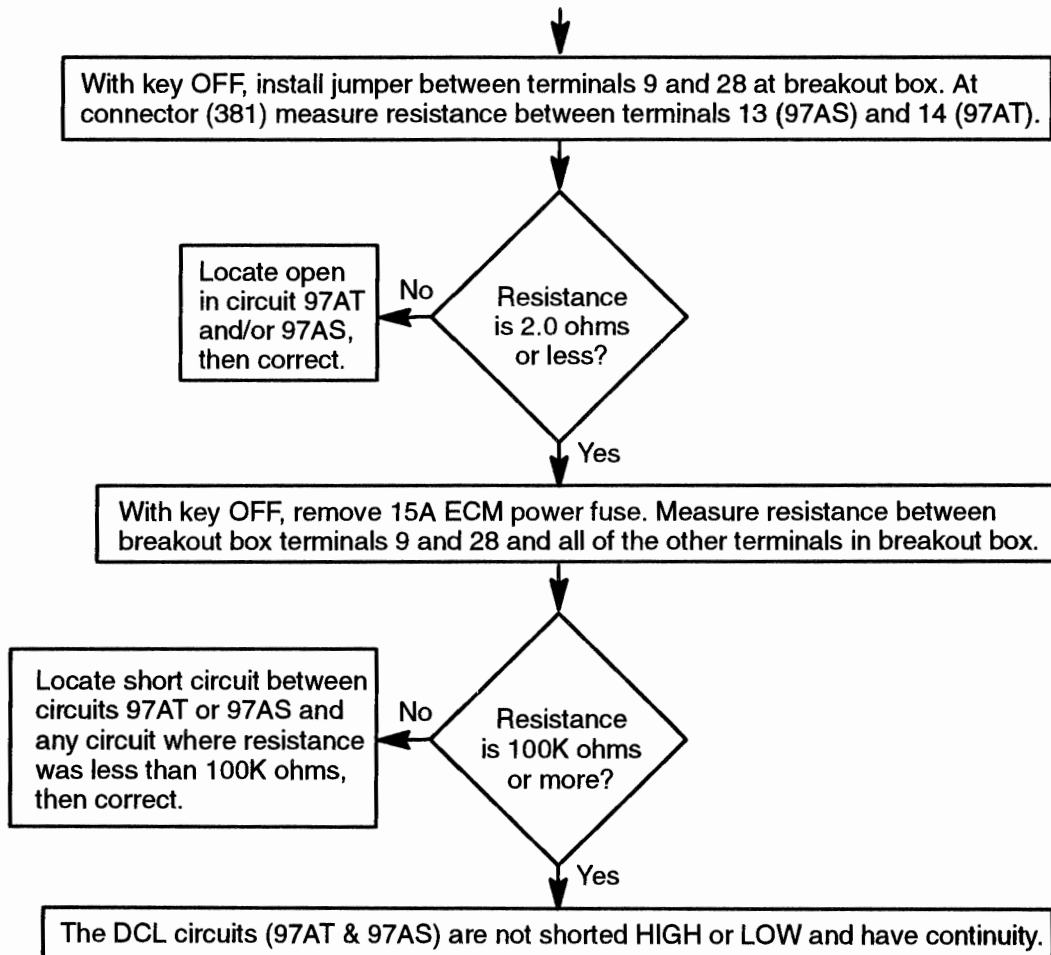 With key OFF, install jumper between terminals 9 and 28 at breakout box. At
connector (381) measure resistance between terminals 13 (97AS) and 14 (97AT).
Locate open
in circuit 97AT
and/or 97AS,
then correct.
No
Resistance
is 2.0 ohms
or less?
Yes
With key OFF, remove 15A ECM power fuse. Measure resistance between
breakout box terminals 9 and 28 and all of the other terminals in breakout box.
Locate short circuit between
circuits 97AT or 97AS and
any circuit where resistance
was less than 100K ohms,
then correct.
No
Resistance
is 100K ohms
or more?
Yes
The DCL circuits (97AT & 97AS) are not shorted HIGH or LOW and have continuity.